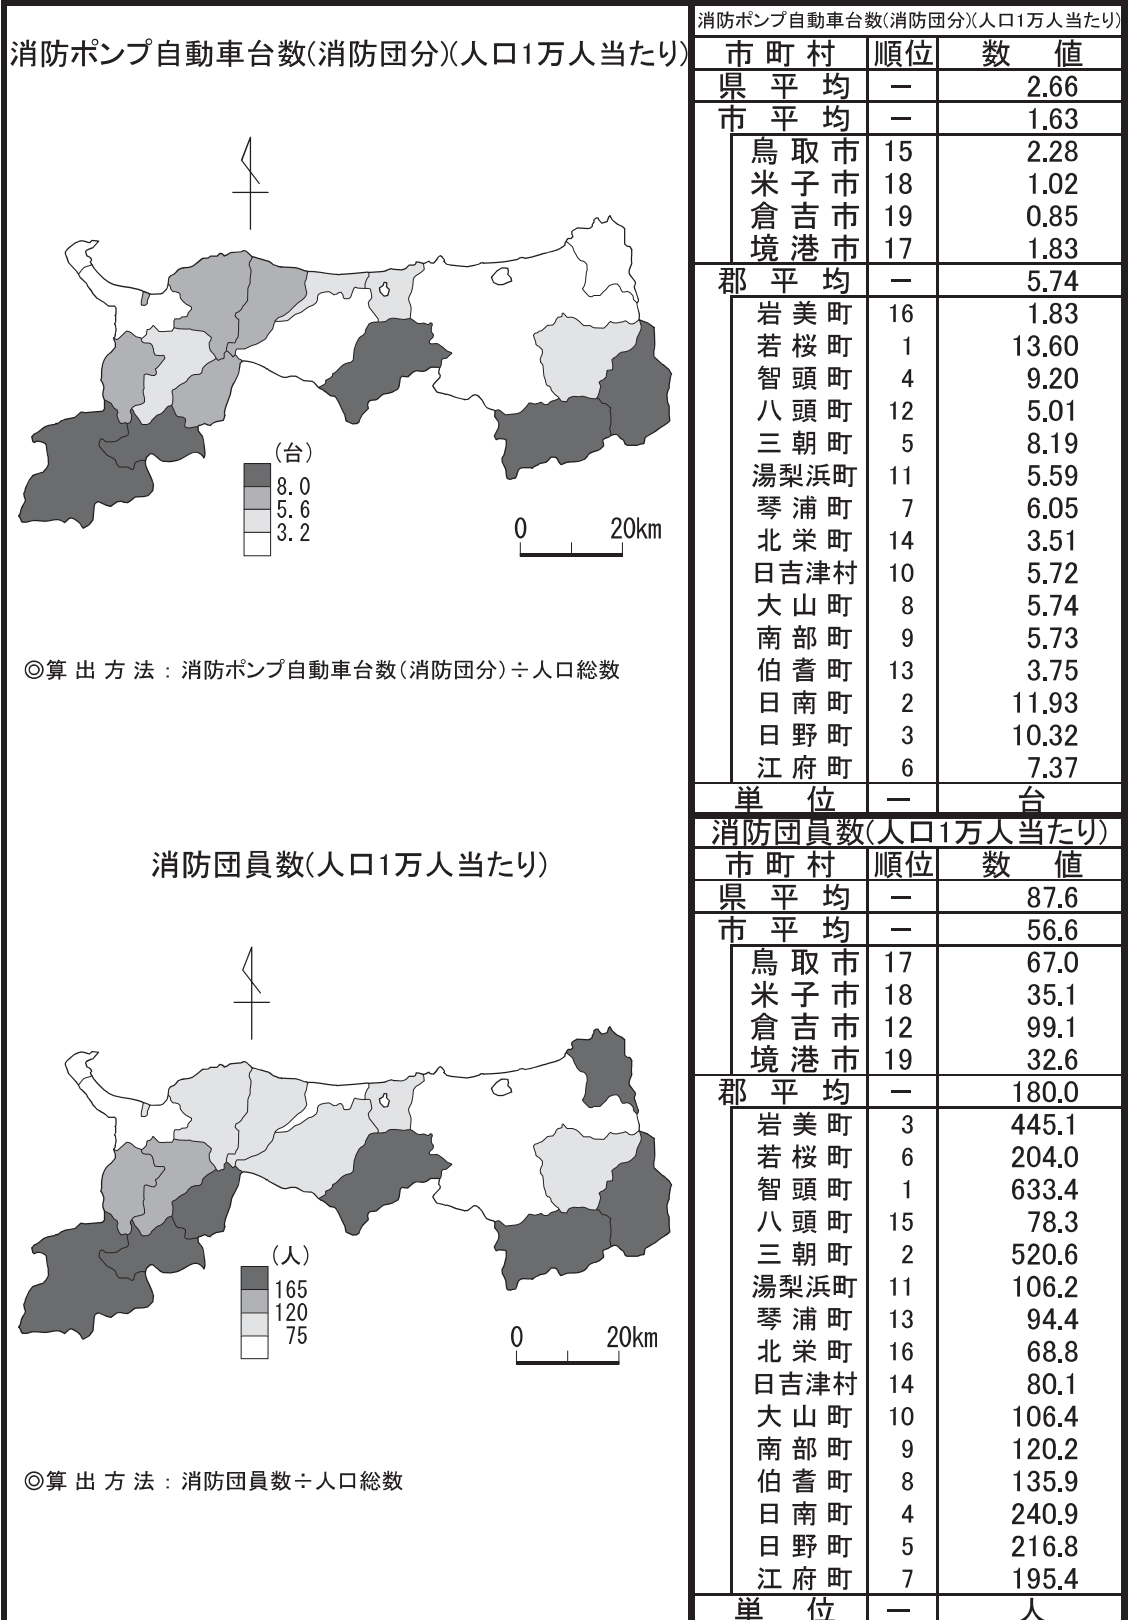 消防ポンプ自動車台数(消防団分)(人口1万人当たり)
(台)
8.0
5.6
3.2
0 20km
◎算出方法：消防ポンプ自動車台数(消防団分)÷人口総数
消防ポンプ自動車台数(消防団分)(人口1万人当たり)
市町村 順位 数値
県平均 － 2.66
市平均 － 1.63
鳥取市 15 2.28
米子市 18 1.02
倉吉市 19 0.85
境港市 17 1.83
郡平均 － 5.74
岩美町 16 1.83
若桜町 1 13.60
智頭町 4 9.20
八頭町 12 5.01
三朝町 5 8.19
湯梨浜町 11 5.59
琴浦町 7 6.05
北栄町 14 3.51
日吉津村 10 5.72
大山町 8 5.74
南部町 9 5.73
伯耆町 13 3.75
日南町 2 11.93
日野町 3 10.32
江府町 6 7.37
単位 － 台
消防団員数(人口1万人当たり)
(人)
165
120
75
0 20km
◎算出方法：消防団員数÷人口総数
消防団員数(人口1万人当たり)
市町村 順位 数値
県平均 － 87.6
市平均 － 56.6
鳥取市 17 67.0
米子市 18 35.1
倉吉市 12 99.1
境港市 19 32.6
郡平均 － 180.0
岩美町 3 445.1
若桜町 6 204.0
智頭町 1 633.4
八頭町 15 78.3
三朝町 2 520.6
湯梨浜町 11 106.2
琴浦町 13 94.4
北栄町 16 68.8
日吉津村 14 80.1
大山町 10 106.4
南部町 9 120.2
伯耆町 8 135.9
日南町 4 240.9
日野町 5 216.8
江府町 7 195.4
単位 － 人